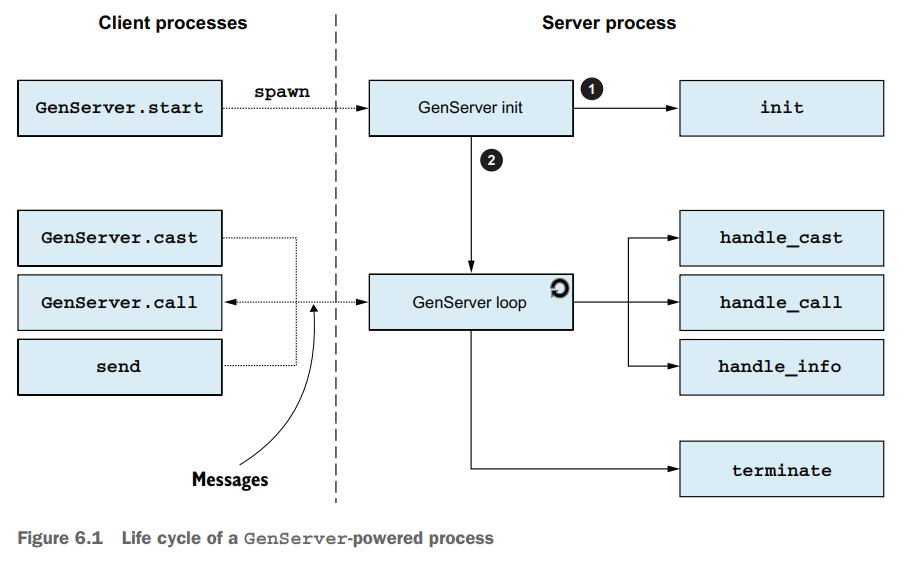 Client processes
Server process
GenServer.start
spawn
GenServer init
1
init
2
GenServer.cast
handle_cast
GenServer.call
GenServer loop
handle_call
send
handle_info
Messages
terminate
Figure 6.1 Life cycle of a GenServer-powered process